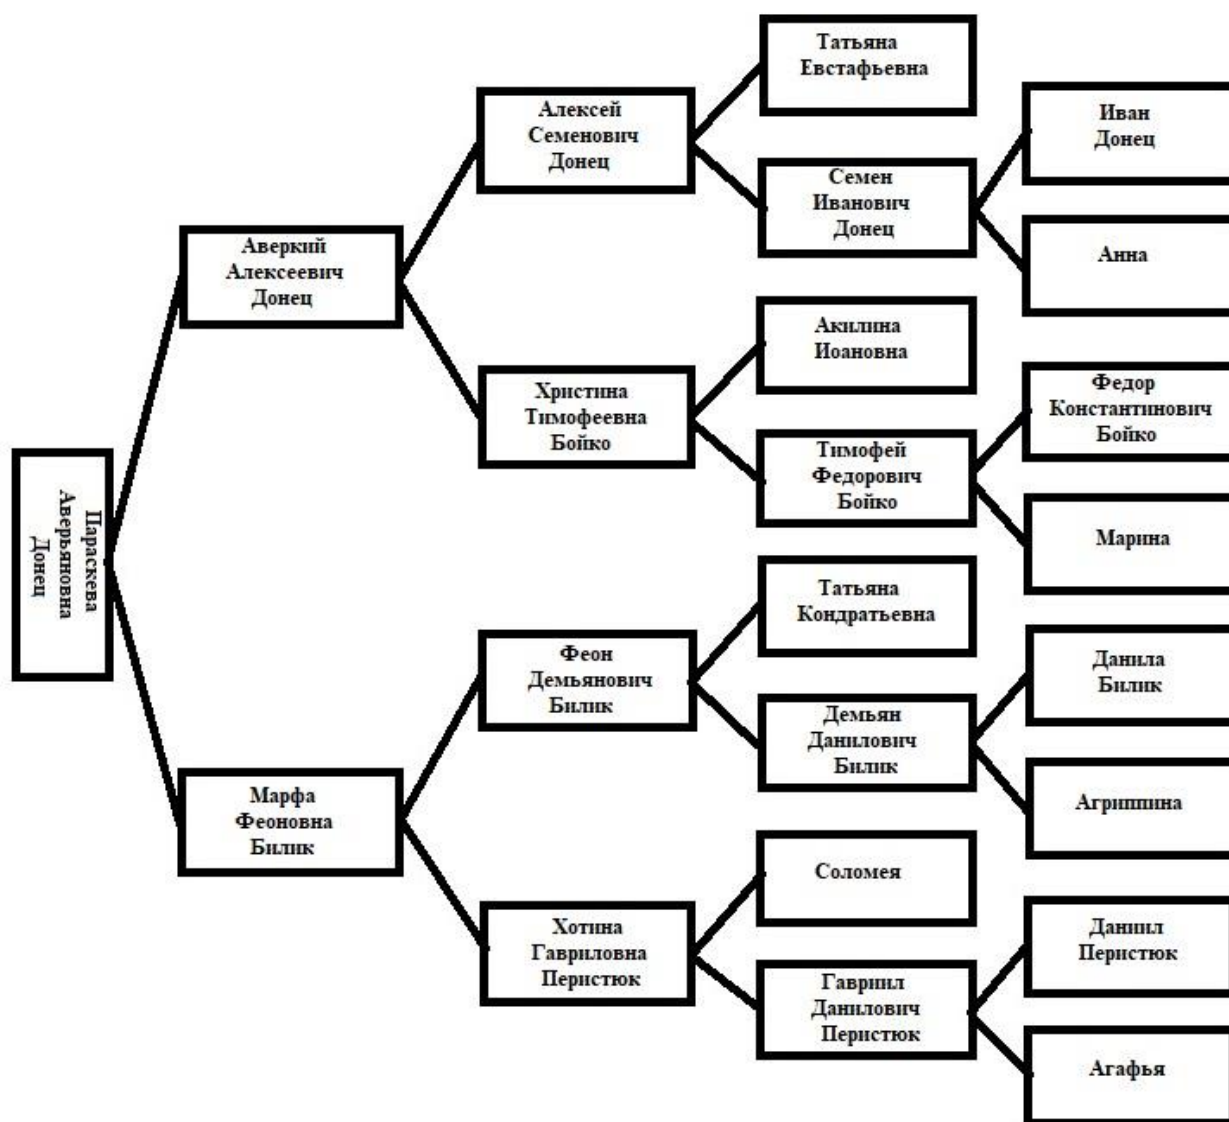 Параскева
Аверьяновна
Донец
Аверкий
Алексеевич
Донец
Марфа
Феоновна
Билик
Алексей
Семенович
Донец
Христина
Тимофеевна
Бойко
Феон
Демьянович
Билик
Хотина
Гавриловна
Перистюк
Татьяна
Евстафьевна
Семен
Иванович
Донец
Акилина
Иоановна
Тимофей
Федорович
Бойко
Татьяна
Кондратьевна
Демьян
Данилович
Билик
Соломея
Гавриил
Данилович
Перистюк
Иван
Донец
Анна
Федор
Константинович
Бойко
Марина
Данила
Билик
Агриппина
Даниил
Перистюк
Агафья